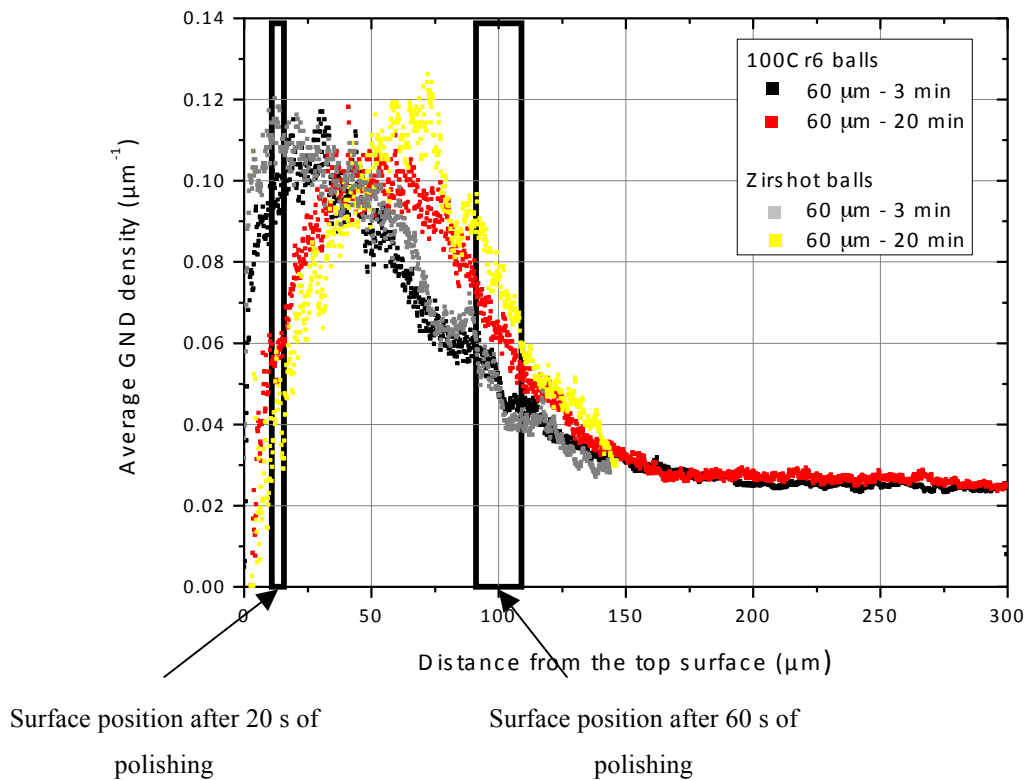 0.14
0.12
0.10
0.08
0.06
0.04
0.02
0.00
Average GND density (µm⁻¹)
100Cr6 balls
60 µm - 3 min
60 µm - 20 min
Zirshot balls
60 µm - 3 min
60 µm - 20 min
0 50 100 150 200 250 300
Distance from the top surface (µm)
Surface position after 20 s of
polishing
Surface position after 60 s of
polishing